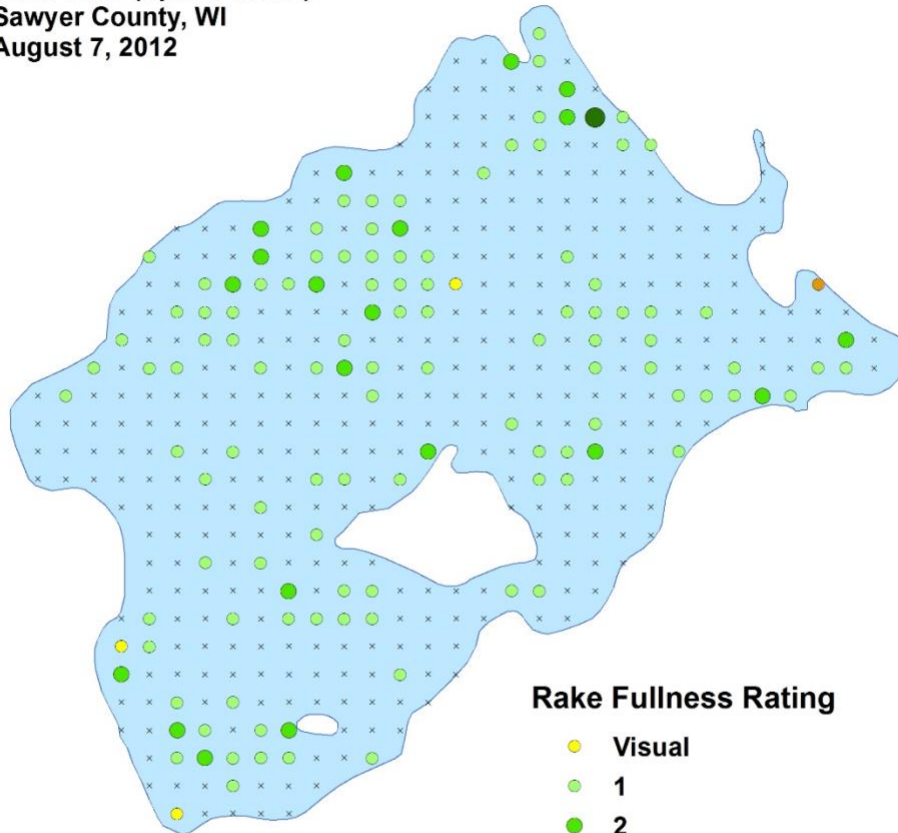 Sawyer County, WI
August 7, 2012
Rake Fullness Rating
Visual
1
2